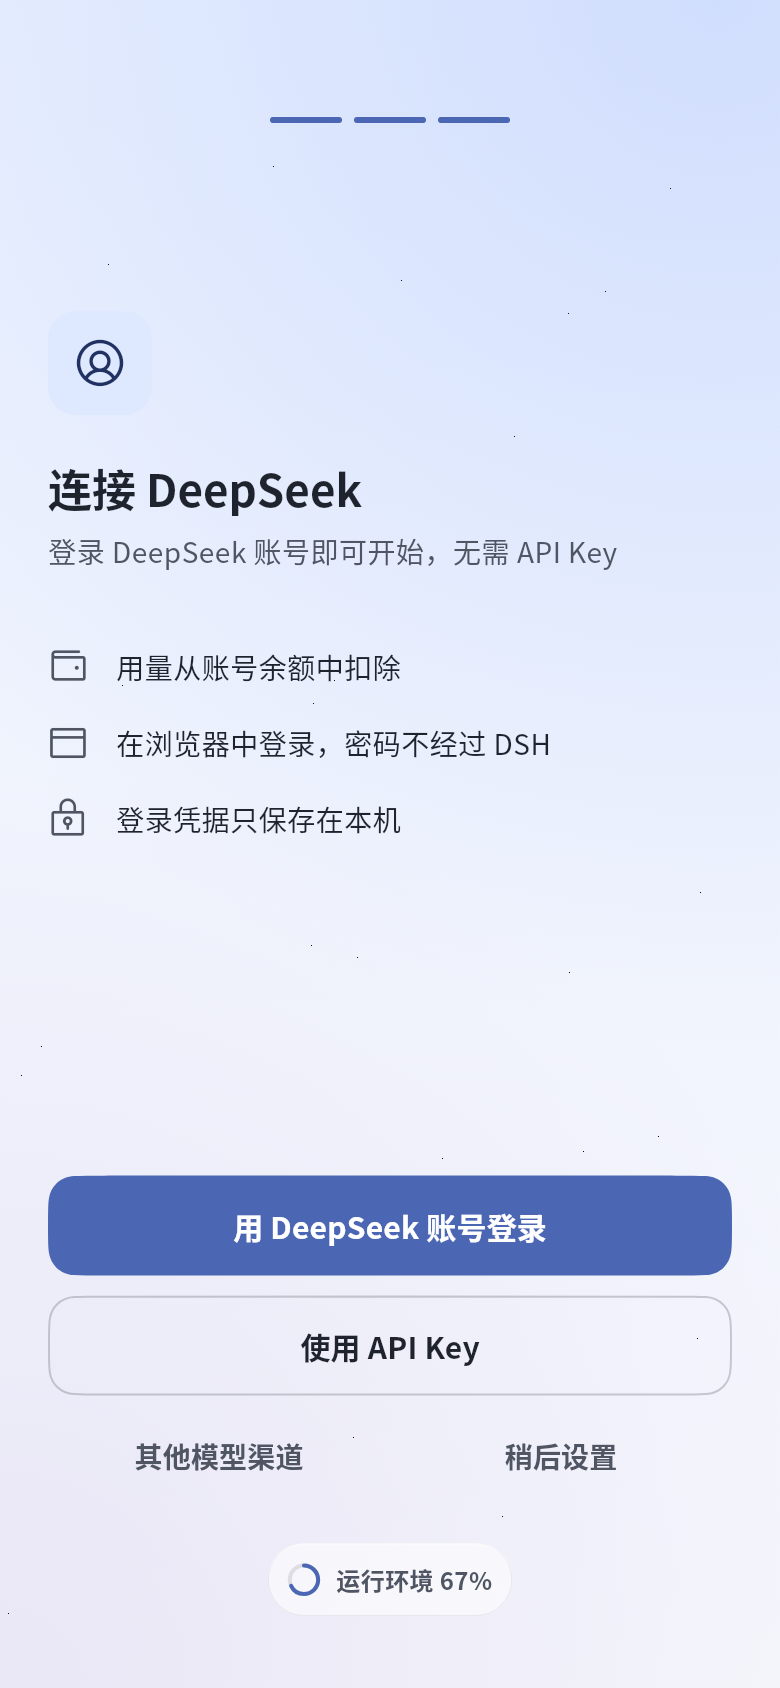 连接 DeepSeek
登录 DeepSeek 账号即可开始，无需 API Key
用量从账号余额中扣除
在浏览器中登录，密码不经过 DSH
登录凭据只保存在本机
用 DeepSeek 账号登录
使用 API Key
其他模型渠道
稍后设置
运行环境 67%